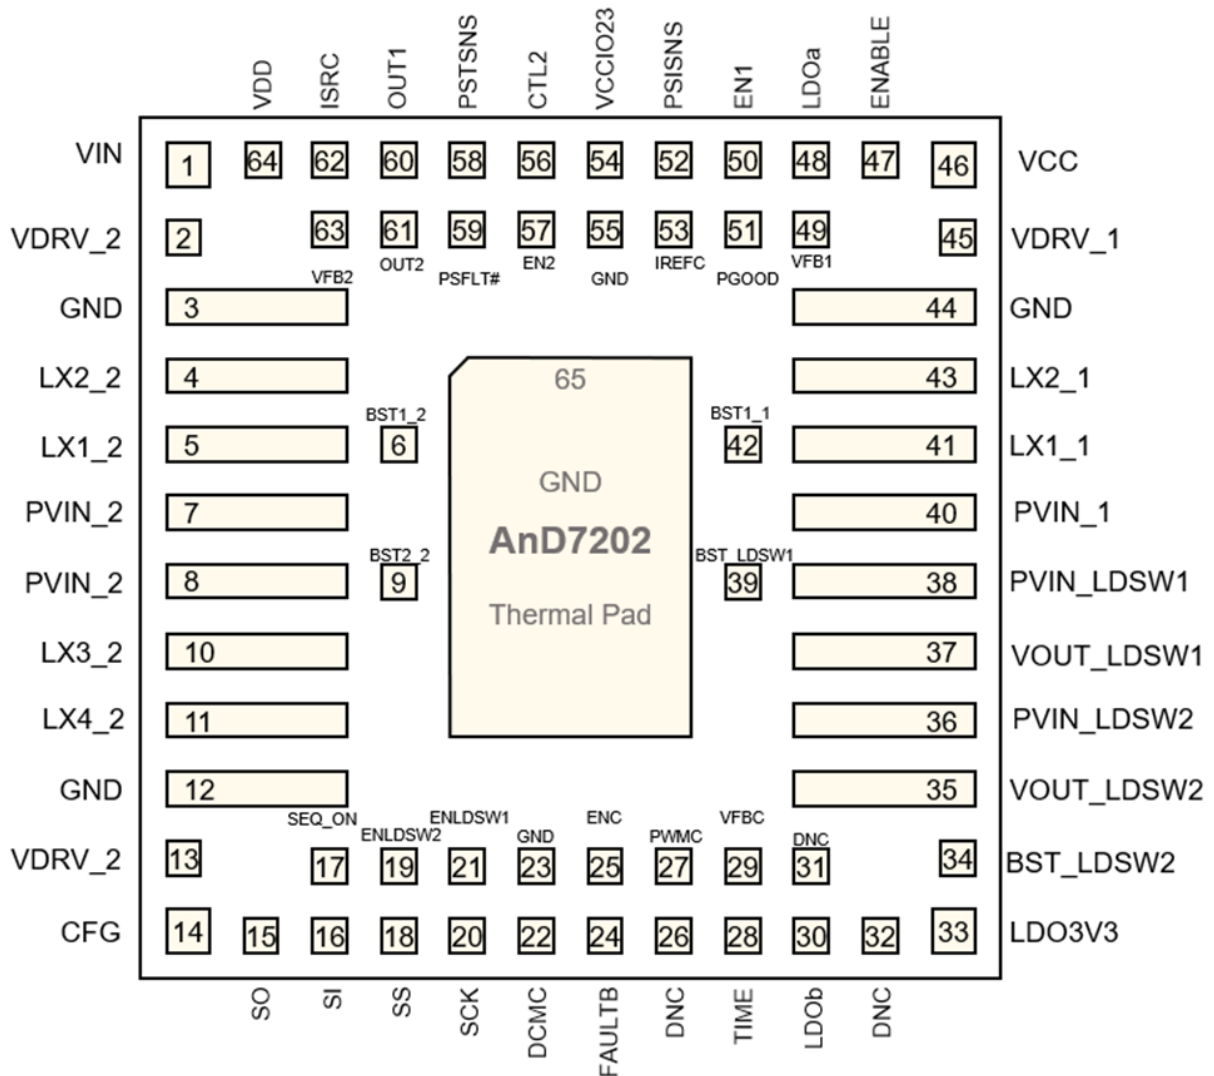 VDD ISRC OUT1 PSTSNS CTL2 VCCIO23 PSISNS EN1 LDOa ENABLE
VIN 1 64 62 60 58 56 54 52 50 48 47 46 VCC
VDRV_2 2 63 61 59 57 55 53 51 49 45 VDRV_1
OUT2 EN2 IREFC VFB1
VFB2 PSFLT# GND PGOOD
GND 3 44 GND
LX2_2 4 65 43 LX2_1
BST1_2 BST1_1
LX1_2 5 6 42 41 LX1_1
GND
PVIN_2 7 40 PVIN_1
AnD7202
BST2_2 BST_LDSW1
PVIN_2 8 9 39 38 PVIN_LDSW1
Thermal Pad
LX3_2 10 37 VOUT_LDSW1
LX4_2 11 36 PVIN_LDSW2
GND 12 35 VOUT_LDSW2
SEQ_ON ENLDSW1 ENC VFBC
ENLDSW2 GND PWMC DNC
VDRV_2 13 17 19 21 23 25 27 29 31 34 BST_LDSW2
CFG 14 15 16 18 20 22 24 26 28 30 32 33 LDO3V3
SO SI SS SCK DCMC FAULTB DNC TIME LDOb DNC